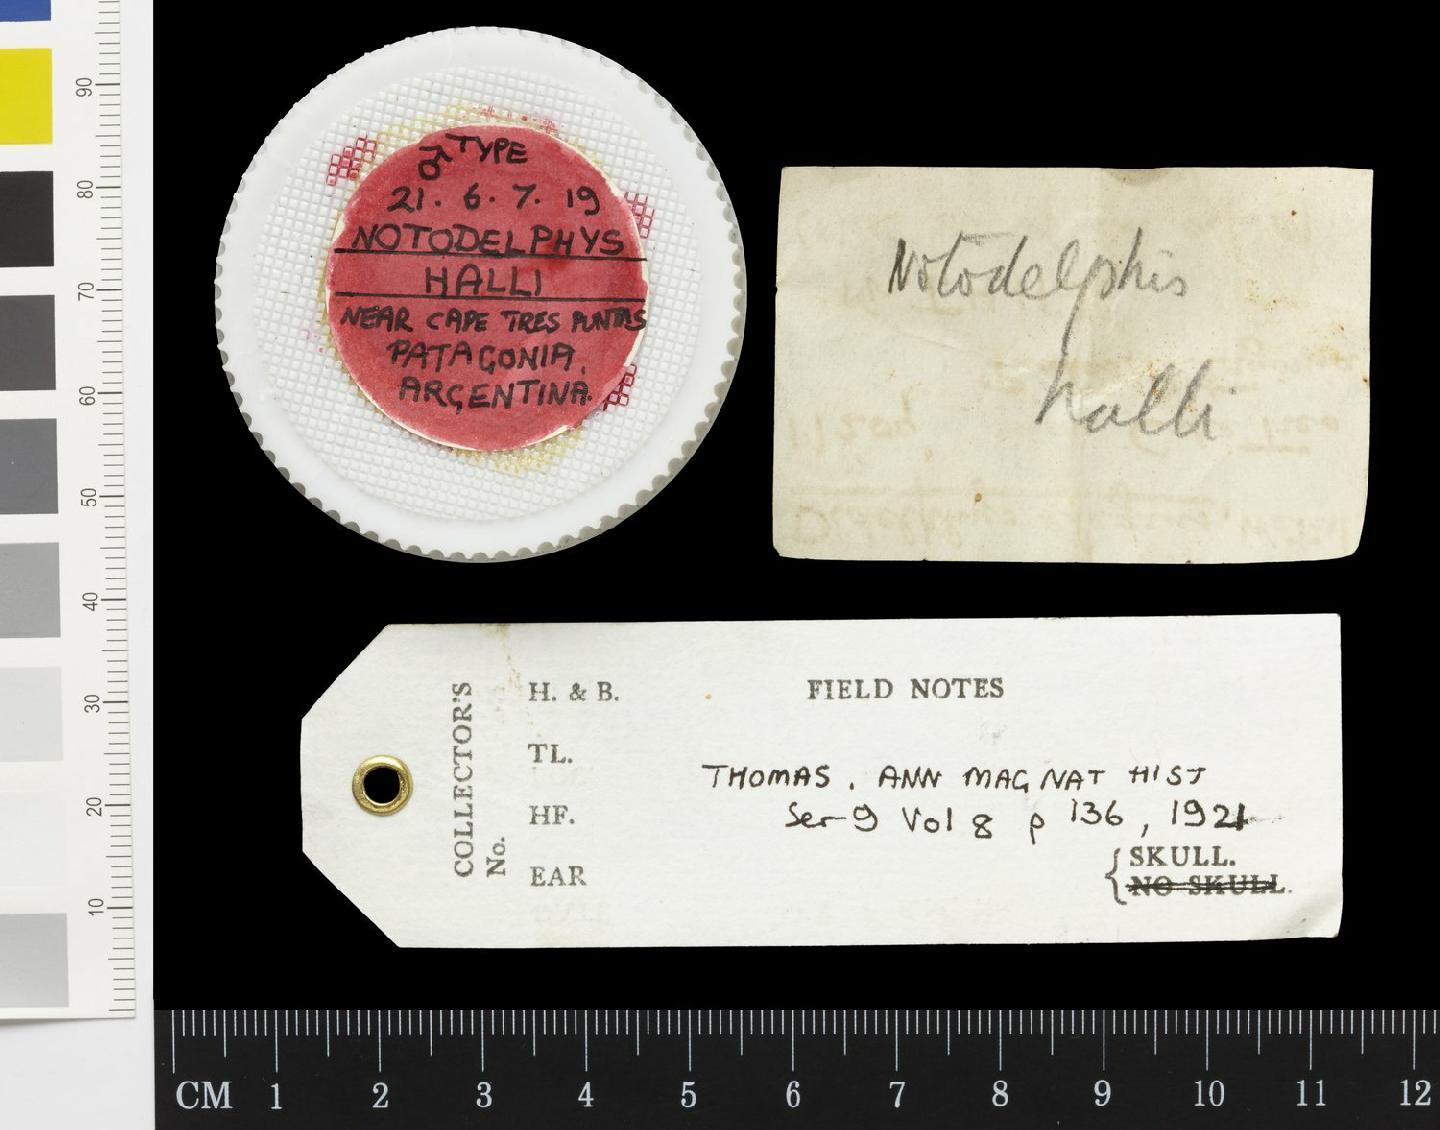 ♂ TYPE
21. 6. 7. 19
NOTODELPHYS
HALLI
NEAR CAPE TRES PUNTAS
PATAGONIA.
ARGENTINA.
Notodelphis
halli
COLLECTOR'S
No.
H. & B.
TL.
HF.
EAR
FIELD NOTES
THOMAS. ANN MAG NAT HIST
Ser 9 Vol 8 p 136, 1921
SKULL.
NO SKULL.
90
80
70
60
50
40
30
20
10
CM 1 2 3 4 5 6 7 8 9 10 11 12